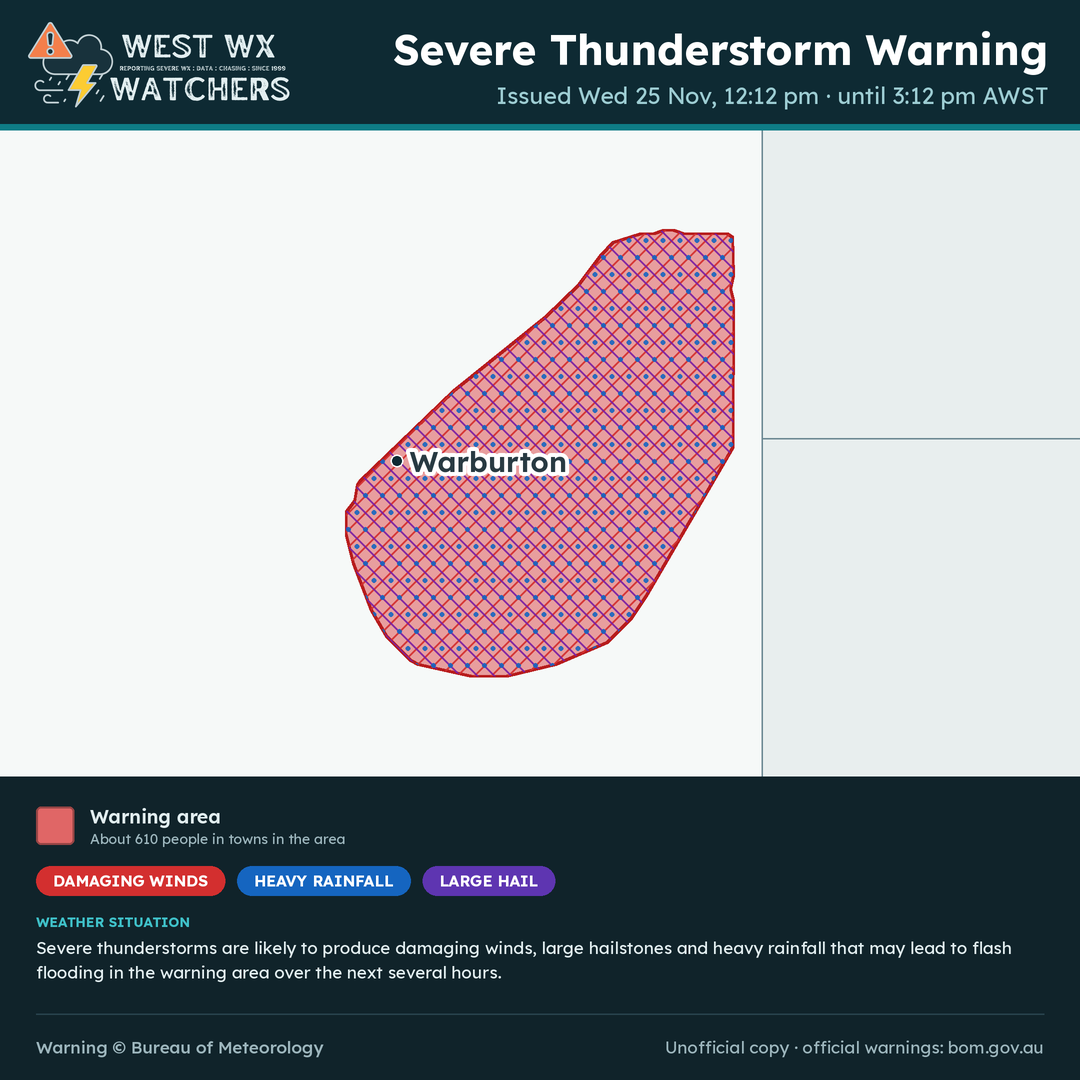 WEST WX
REPORTING SEVERE WX : DATA : CHASING : SINCE 1999
WATCHERS
Severe Thunderstorm Warning
Issued Wed 25 Nov, 12:12 pm · until 3:12 pm AWST
Warburton
Warning area
About 610 people in towns in the area
DAMAGING WINDS
HEAVY RAINFALL
LARGE HAIL
WEATHER SITUATION
Severe thunderstorms are likely to produce damaging winds, large hailstones and heavy rainfall that may lead to flash
flooding in the warning area over the next several hours.
Warning © Bureau of Meteorology
Unofficial copy · official warnings: bom.gov.au